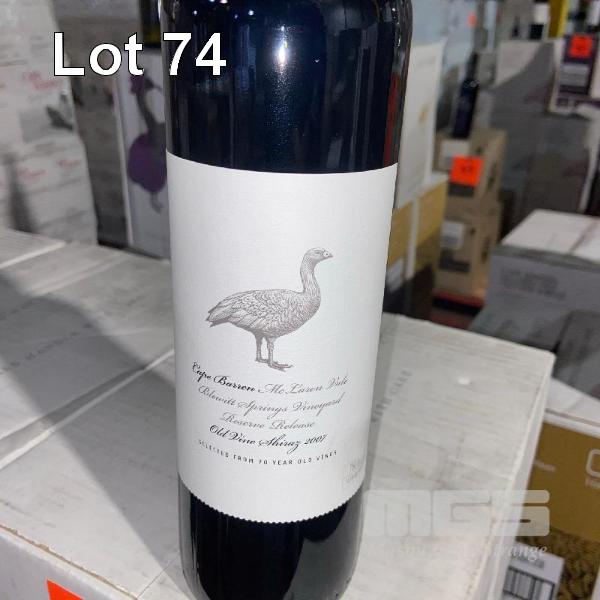 Lot 74
Cape Barren McLaren Vale
Blewitt Springs Vineyard
Reserve Release
Old Vine Shiraz 2007
SELECTED FROM 70 YEAR OLD VINES
MGS